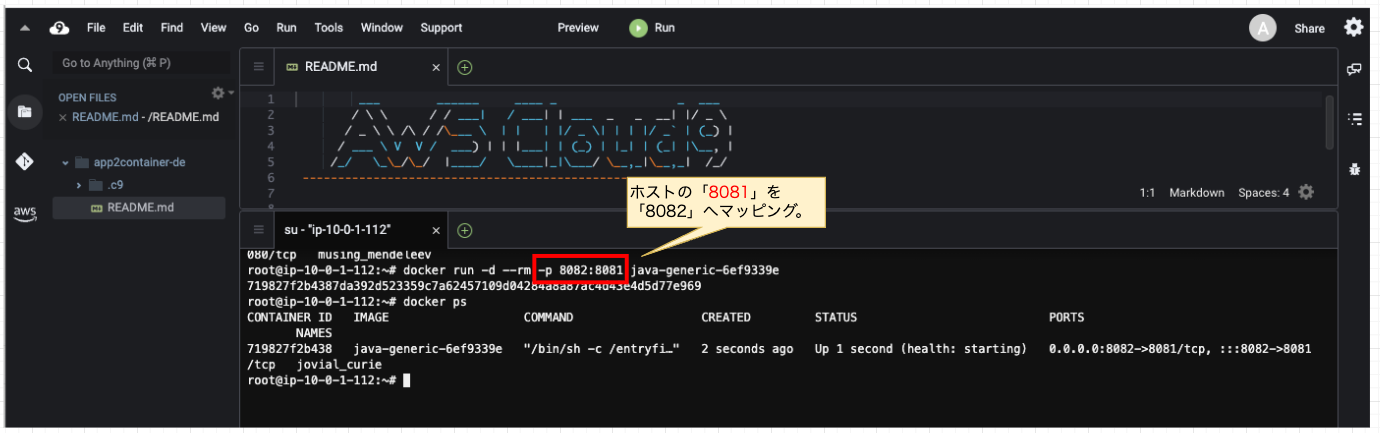 File Edit Find View Go Run Tools Window Support Preview Run A Share
Go to Anything (⌘ P)
OPEN FILES
README.md - /README.md
app2container-de
.c9
README.md
aws
README.md
1
2
3
4
5
6
7
8
AWS Cloud9
1:1 Markdown Spaces: 4
ホストの「8081」を
「8082」へマッピング。
su - "ip-10-0-1-112"
080/tcp musing_mendeleev
root@ip-10-0-1-112:~# docker run -d --rm -p 8082:8081 java-generic-6ef9339e
719827f2b4387da392d523359c7a62457109d04284a8a87ac4d43e4d5d77e969
root@ip-10-0-1-112:~# docker ps
CONTAINER ID IMAGE COMMAND CREATED STATUS PORTS
NAMES
719827f2b438 java-generic-6ef9339e "/bin/sh -c /entryfi…" 2 seconds ago Up 1 second (health: starting) 0.0.0.0:8082->8081/tcp, :::8082->8081
/tcp jovial_curie
root@ip-10-0-1-112:~#